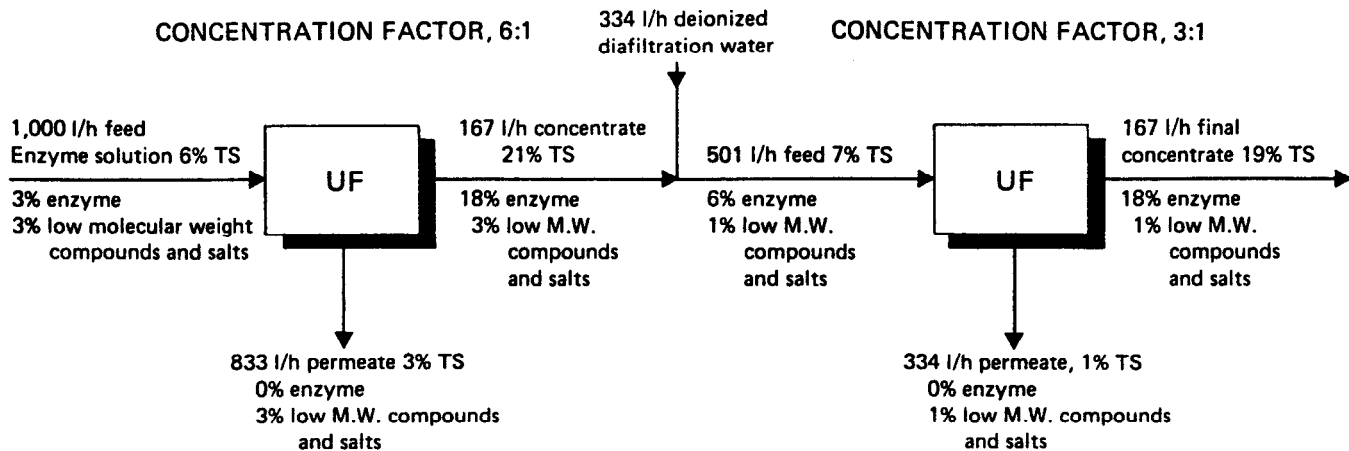 CONCENTRATION FACTOR, 6:1
334 l/h deionized
diafiltration water
CONCENTRATION FACTOR, 3:1
1,000 l/h feed
Enzyme solution 6% TS
3% enzyme
3% low molecular weight
compounds and salts
UF
167 l/h concentrate
21% TS
18% enzyme
3% low M.W.
compounds
and salts
501 l/h feed 7% TS
6% enzyme
1% low M.W.
compounds
and salts
UF
167 l/h final
concentrate 19% TS
18% enzyme
1% low M.W.
compounds
and salts
833 l/h permeate 3% TS
0% enzyme
3% low M.W. compounds
and salts
334 l/h permeate, 1% TS
0% enzyme
1% low M.W. compounds
and salts